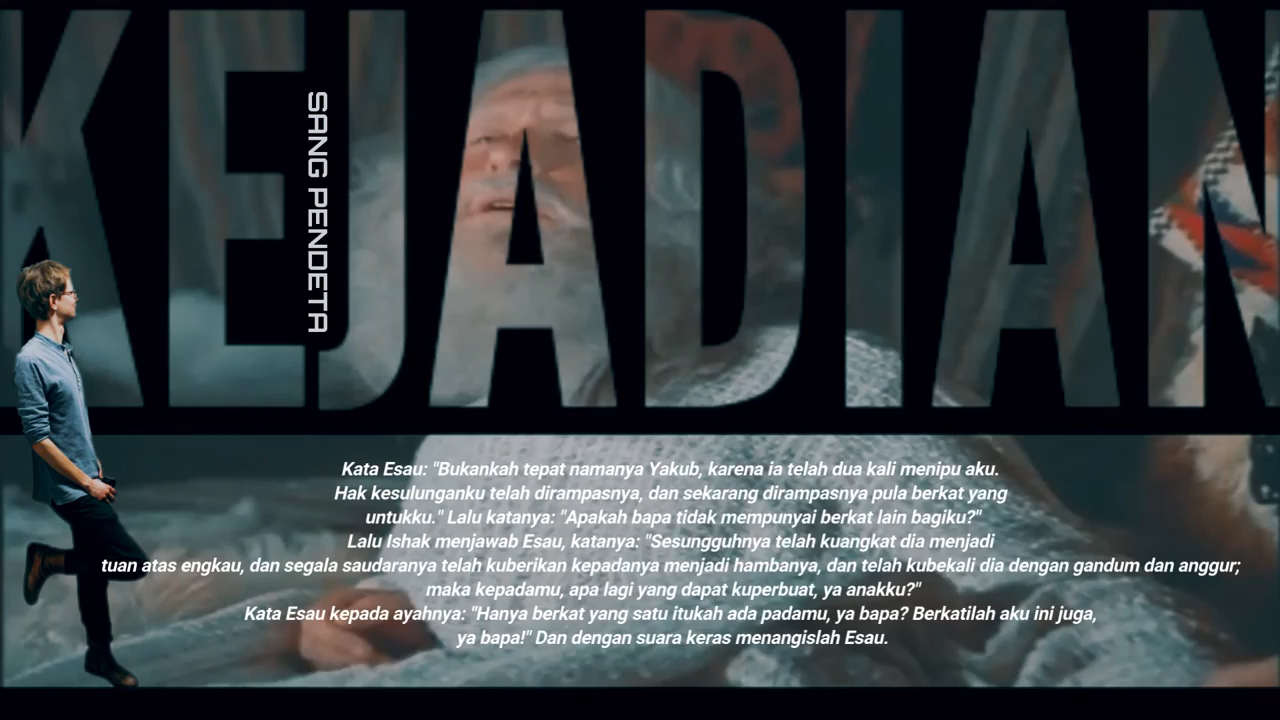 KEJADIAN
SANG PENDETA
Kata Esau: "Bukankah tepat namanya Yakub, karena ia telah dua kali menipu aku.
Hak kesulunganku telah dirampasnya, dan sekarang dirampasnya pula berkat yang
untukku." Lalu katanya: "Apakah bapa tidak mempunyai berkat lain bagiku?"
Lalu Ishak menjawab Esau, katanya: "Sesungguhnya telah kuangkat dia menjadi
tuan atas engkau, dan segala saudaranya telah kuberikan kepadanya menjadi hambanya, dan telah kubekali dia dengan gandum dan anggur;
maka kepadamu, apa lagi yang dapat kuperbuat, ya anakku?"
Kata Esau kepada ayahnya: "Hanya berkat yang satu itukah ada padamu, ya bapa? Berkatilah aku ini juga,
ya bapa!" Dan dengan suara keras menangislah Esau.